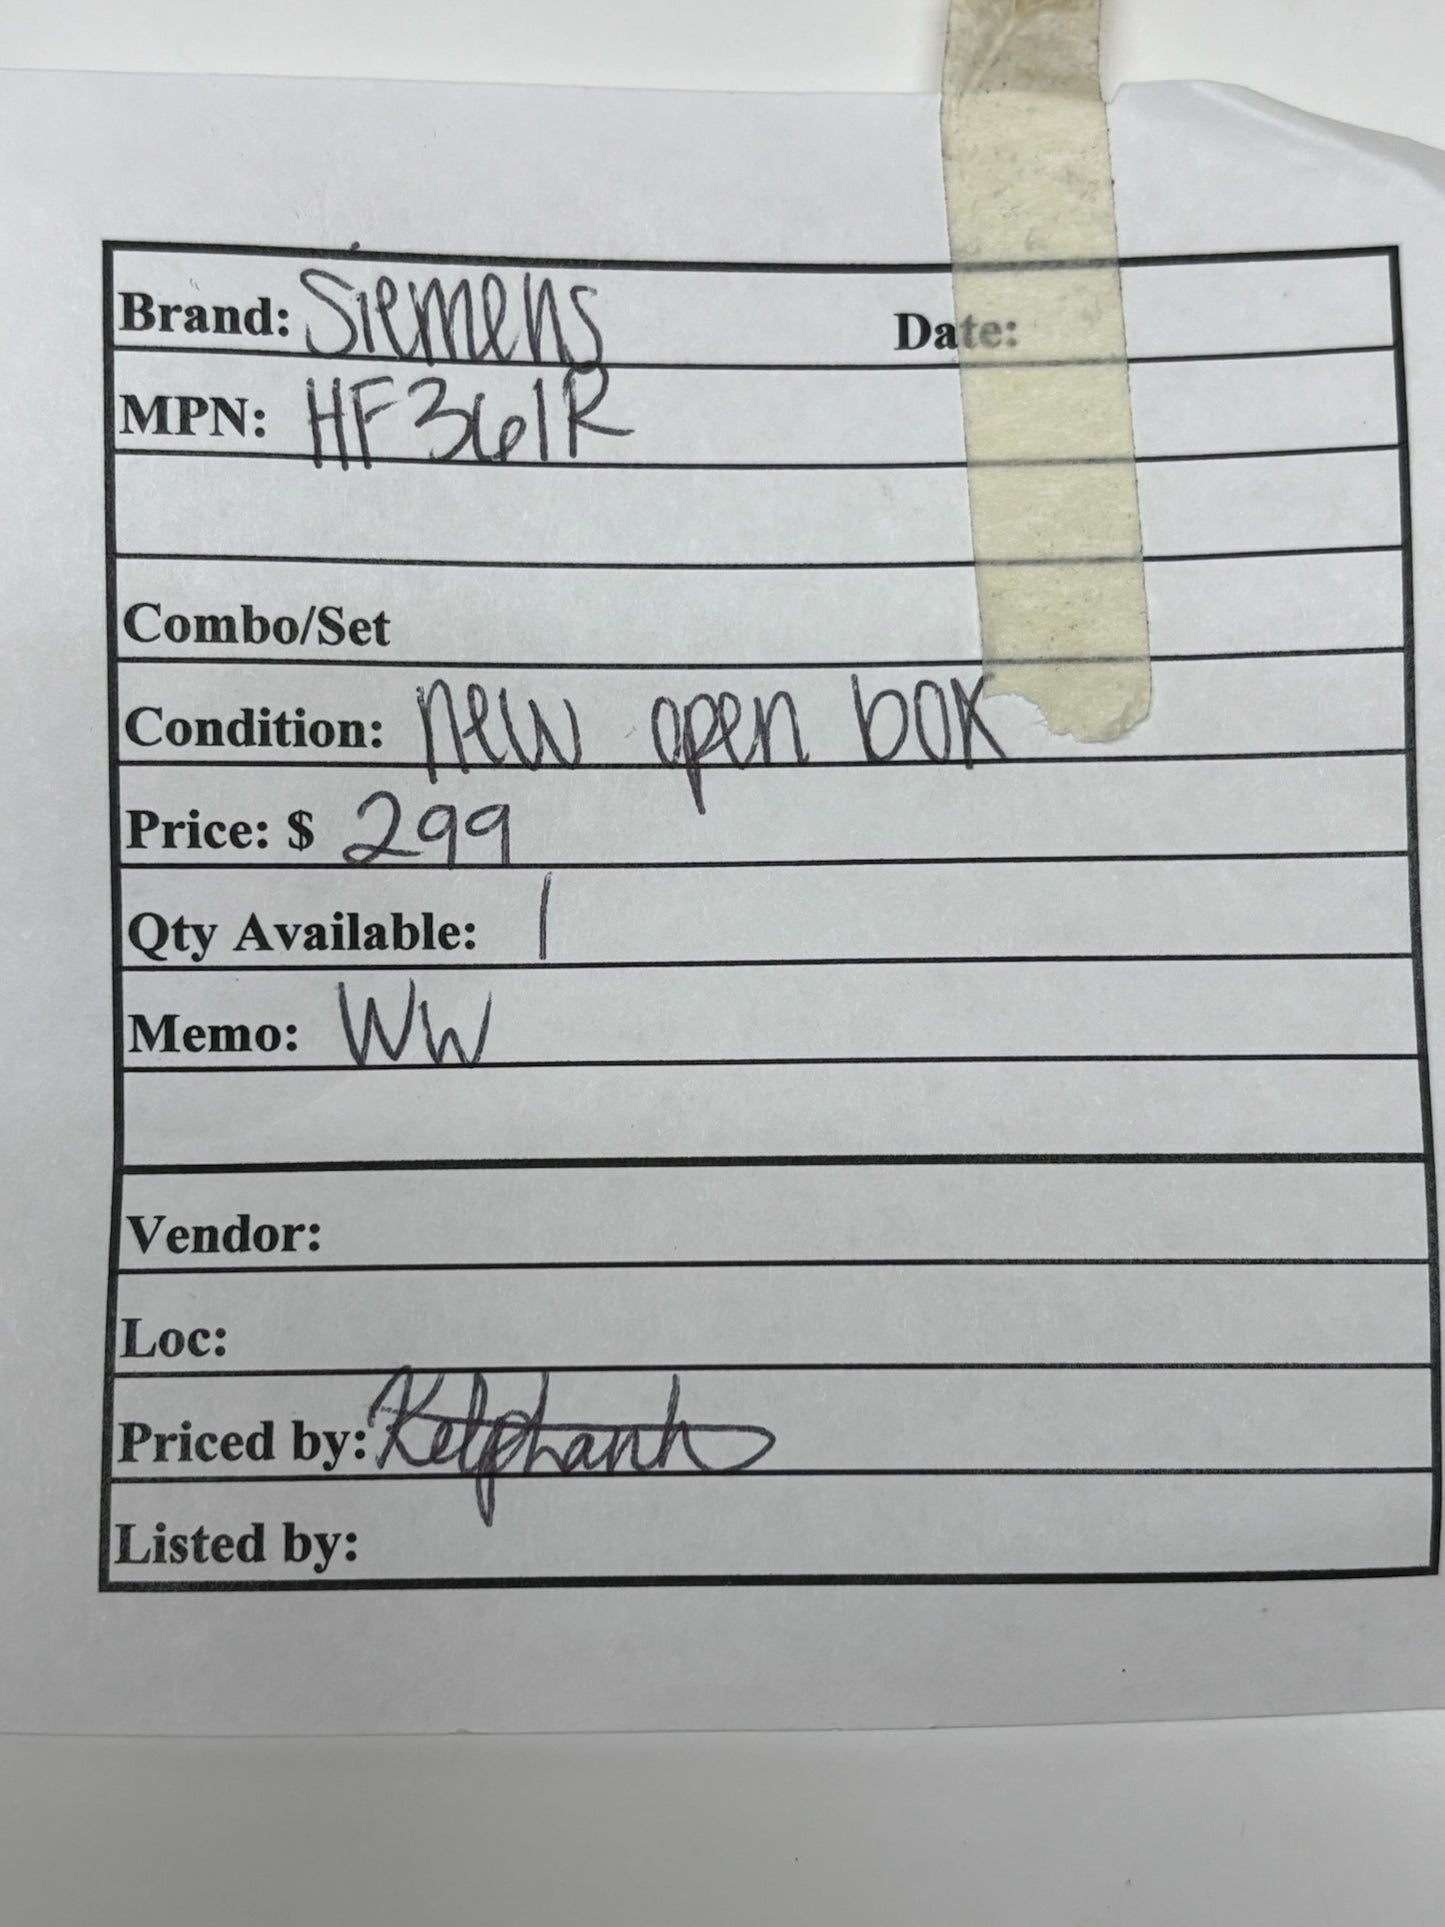 Brand: Siemens Date:
MPN: HF361R
Combo/Set
Condition: new open box
Price: $ 299
Qty Available: 1
Memo: WW
Vendor:
Loc:
Priced by:
Listed by: